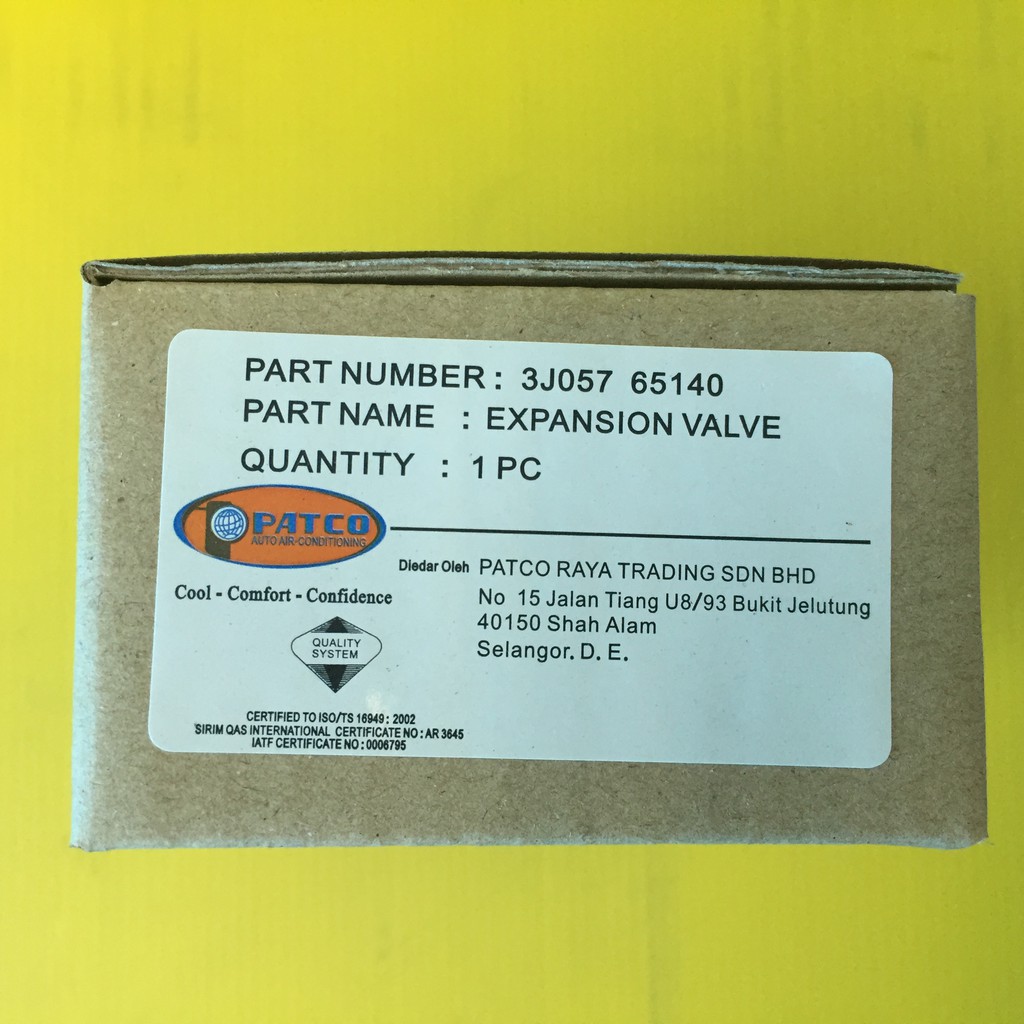 PART NUMBER : 3J057 65140
PART NAME : EXPANSION VALVE
QUANTITY : 1 PC
PATCO
AUTO AIR-CONDITIONING
Cool - Comfort - Confidence
Diedar Oleh PATCO RAYA TRADING SDN BHD
No 15 Jalan Tiang U8/93 Bukit Jelutung
40150 Shah Alam
Selangor. D. E.
QUALITY
SYSTEM
CERTIFIED TO ISO/TS 16949 : 2002
SIRIM QAS INTERNATIONAL CERTIFICATE NO : AR 3645
IATF CERTIFICATE NO : 0006795